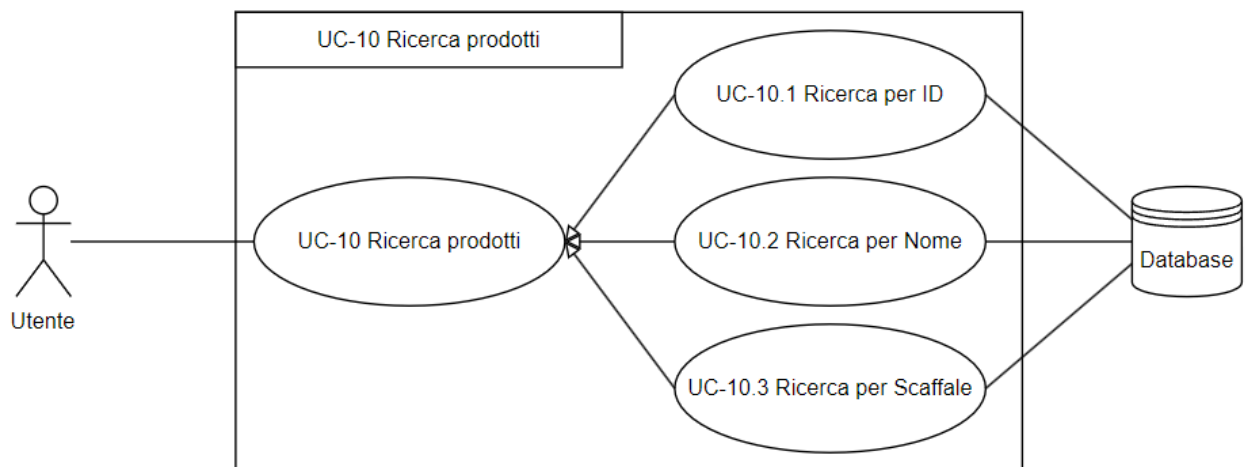 UC-10 Ricerca prodotti
UC-10.1 Ricerca per ID
UC-10 Ricerca prodotti
UC-10.2 Ricerca per Nome
Database
Utente
UC-10.3 Ricerca per Scaffale